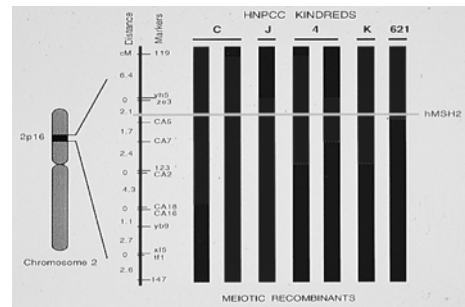 HNPCC KINDREDS
Distance
Markers
C J 4 K 621
cM 119
6.4
yh5
0
ze3
2.1
hMSH2
CA5
1.7
2p16
CA7
2.4
123
0
CA2
4.3
0 CA18
CA16
1.1
yb9
2.7
xl5
0
tf1
2.6
147
Chromosome 2
MEIOTIC RECOMBINANTS